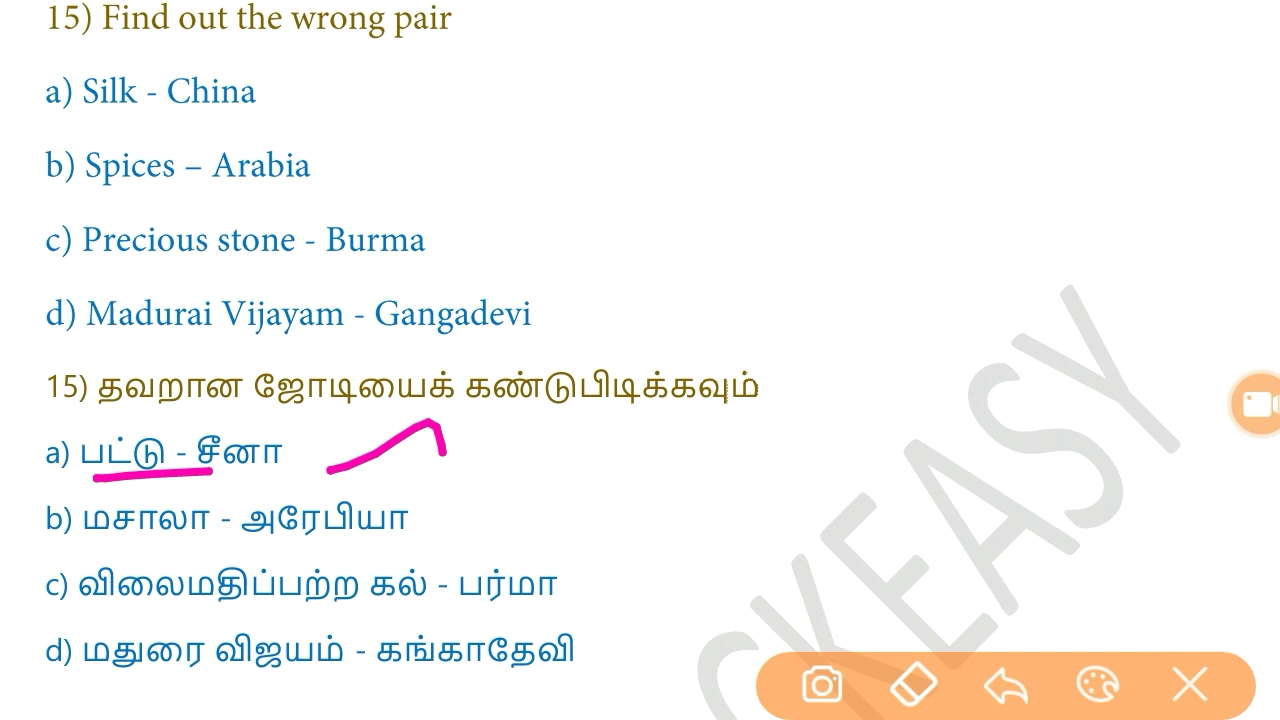 15) Find out the wrong pair
a) Silk - China
b) Spices – Arabia
c) Precious stone - Burma
d) Madurai Vijayam - Gangadevi
15) தவறான ஜோடியைக் கண்டுபிடிக்கவும்
a) பட்டு - சீனா
b) மசாலா - அரேபியா
c) விலைமதிப்பற்ற கல் - பர்மா
d) மதுரை விஜயம் - கங்காதேவி
CKEASY